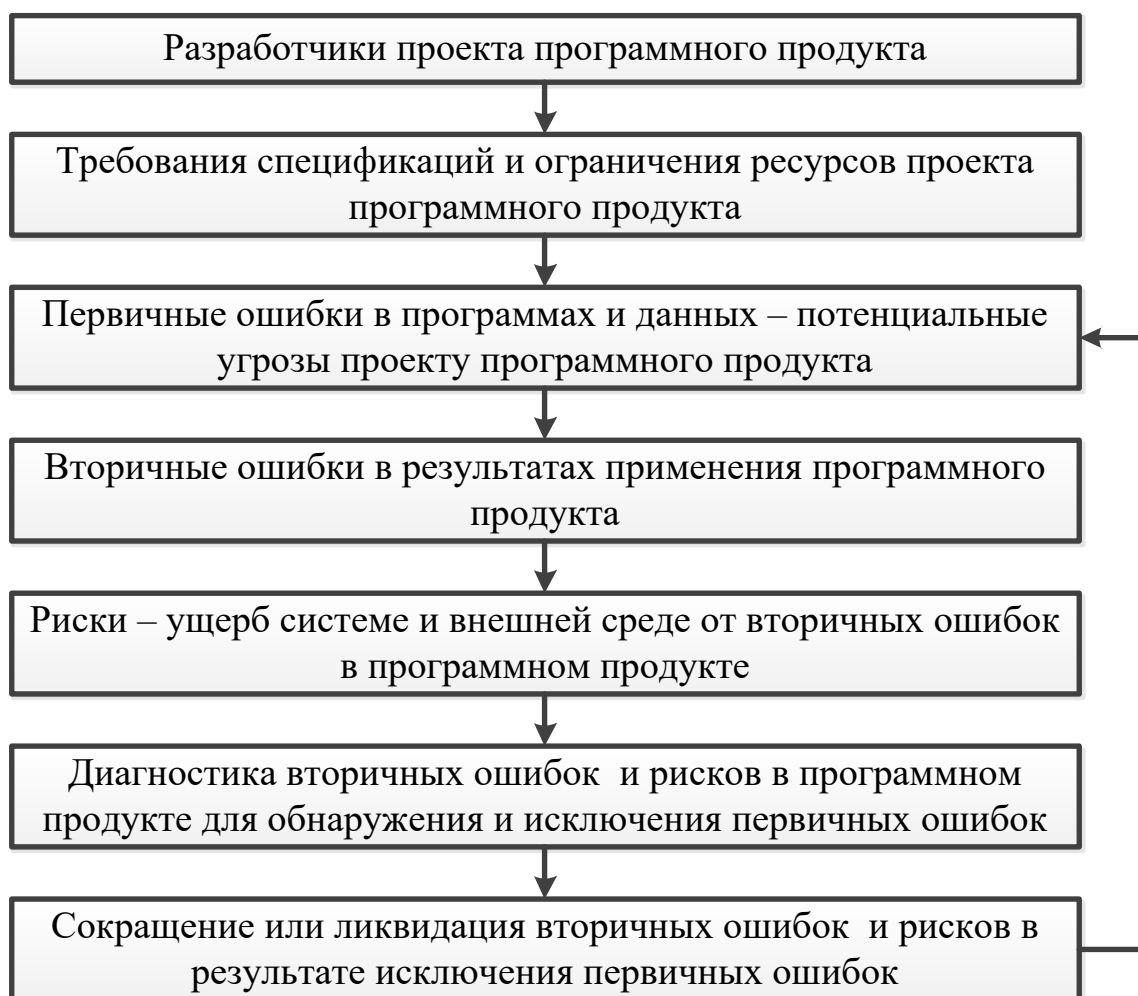 Разработчики проекта программного продукта
Требования спецификаций и ограничения ресурсов проекта
программного продукта
Первичные ошибки в программах и данных – потенциальные
угрозы проекту программного продукта
Вторичные ошибки в результатах применения программного
продукта
Риски – ущерб системе и внешней среде от вторичных ошибок
в программном продукте
Диагностика вторичных ошибок  и рисков в программном
продукте для обнаружения и исключения первичных ошибок
Сокращение или ликвидация вторичных ошибок  и рисков в
результате исключения первичных ошибок